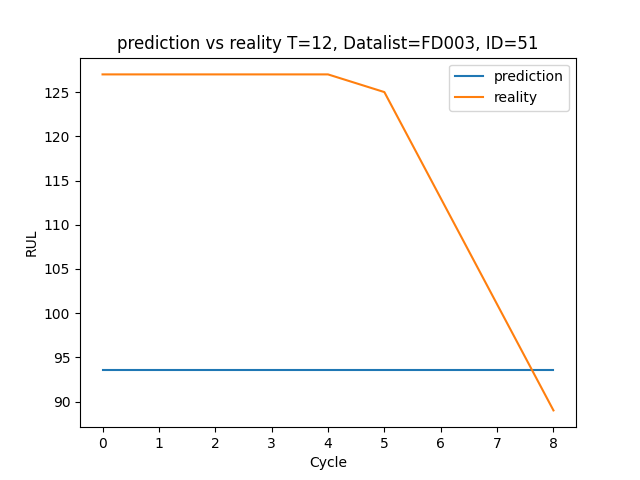 prediction vs reality T=12, Datalist=FD003, ID=51
prediction
reality
125
120
115
110
105
100
95
90
RUL
0 1 2 3 4 5 6 7 8
Cycle